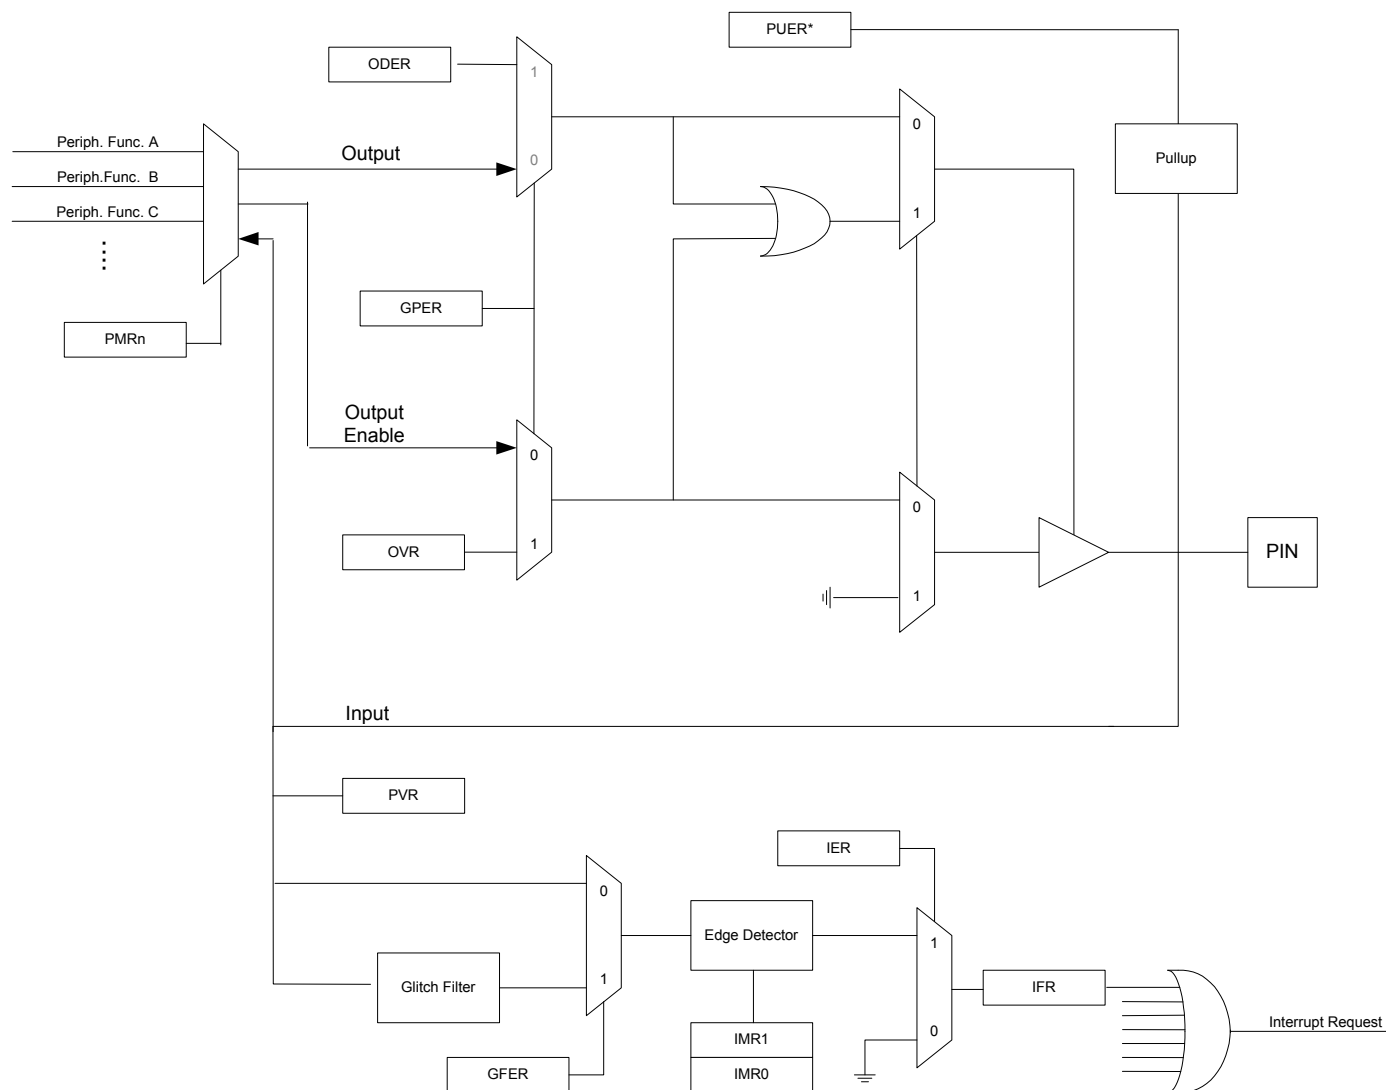 PUER*
ODER
1
0
Periph. Func. A
Output
0
Pullup
Periph.Func. B
Periph. Func. C
1
GPER
PMRn
Output
Enable
0
0
OVR
1
PIN
1
Input
PVR
IER
0
Edge Detector
1
1
Glitch Filter
IFR
Interrupt Request
0
IMR1
GFER
IMR0